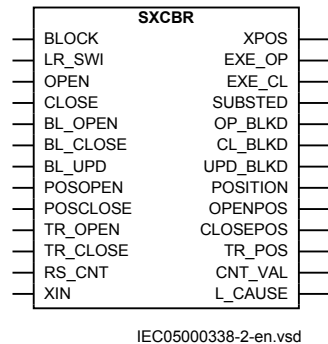 SXCBR
BLOCK XPOS
LR_SWI EXE_OP
OPEN EXE_CL
CLOSE SUBSTED
BL_OPEN OP_BLKD
BL_CLOSE CL_BLKD
BL_UPD UPD_BLKD
POSOPEN POSITION
POSCLOSE OPENPOS
TR_OPEN CLOSEPOS
TR_CLOSE TR_POS
RS_CNT CNT_VAL
XIN L_CAUSE
IEC05000338-2-en.vsd